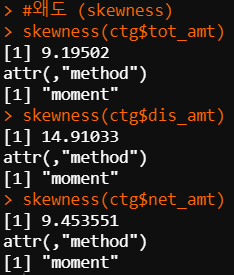 > #왜도 (skewness)
> skewness(ctg$tot_amt)
[1] 9.19502
attr(,"method")
[1] "moment"
> skewness(ctg$dis_amt)
[1] 14.91033
attr(,"method")
[1] "moment"
> skewness(ctg$net_amt)
[1] 9.453551
attr(,"method")
[1] "moment"